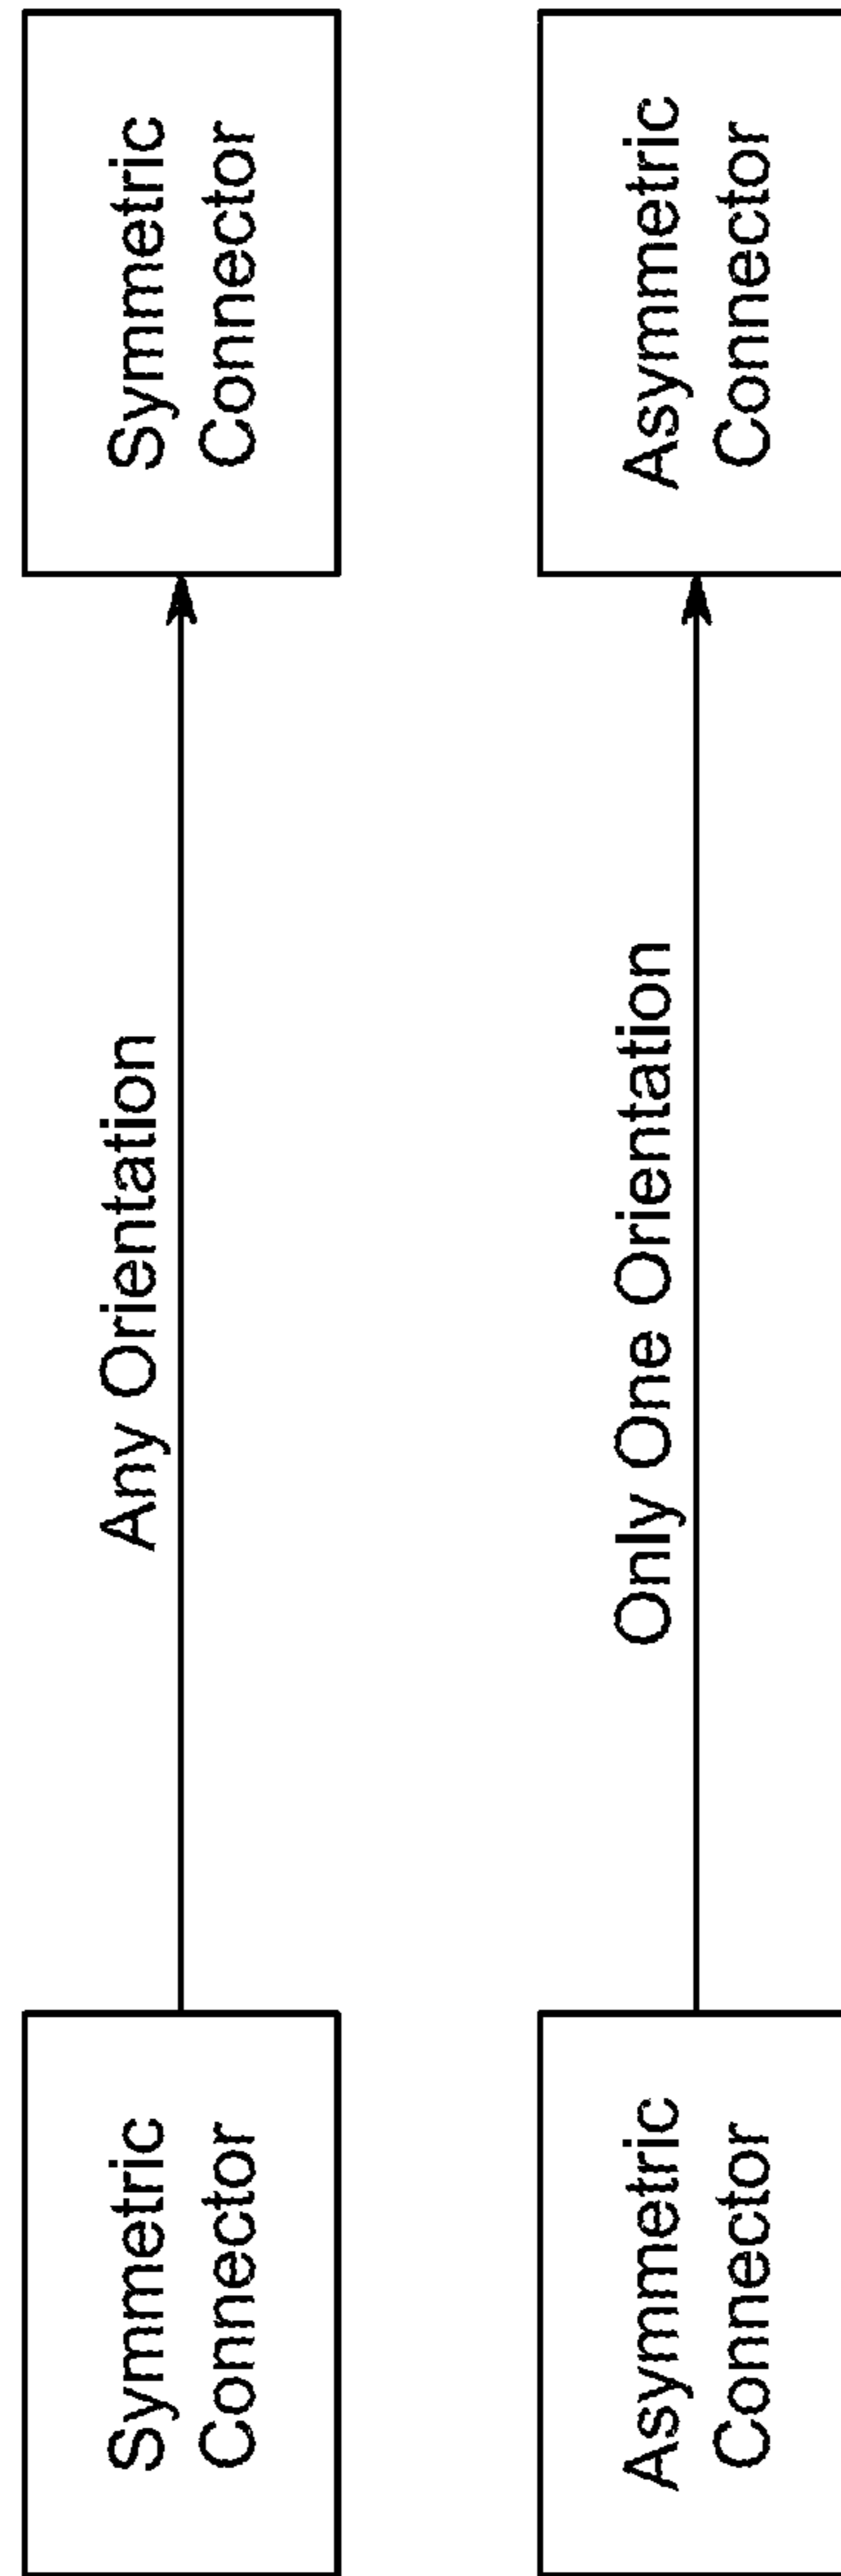 Symmetric
Connector
Any Orientation
Symmetric
Connector
Asymmetric
Connector
Only One Orientation
Asymmetric
Connector